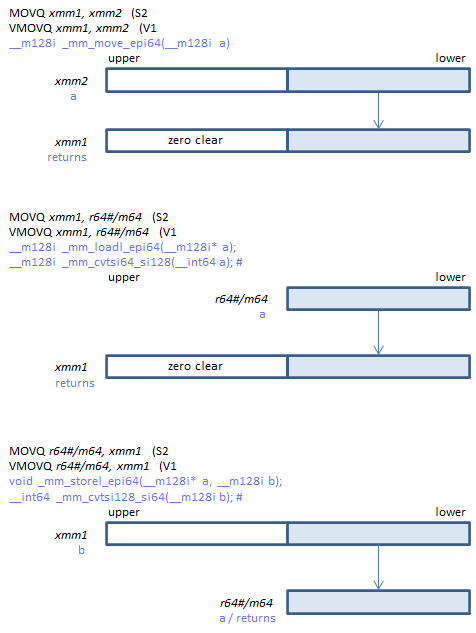 MOVQ xmm1, xmm2 (S2
VMOVQ xmm1, xmm2 (V1
__m128i _mm_move_epi64(__m128i a)
upper lower
xmm2
a
xmm1 zero clear
returns
MOVQ xmm1, r64#/m64 (S2
VMOVQ xmm1, r64#/m64 (V1
__m128i _mm_loadl_epi64(__m128i* a);
__m128i _mm_cvtsi64_si128(__int64 a); #
upper lower
r64#/m64
a
xmm1 zero clear
returns
MOVQ r64#/m64, xmm1 (S2
VMOVQ r64#/m64, xmm1 (V1
void _mm_storel_epi64(__m128i* a, __m128i b);
__int64 _mm_cvtsi128_si64(__m128i b); #
upper lower
xmm1
b
r64#/m64
a / returns